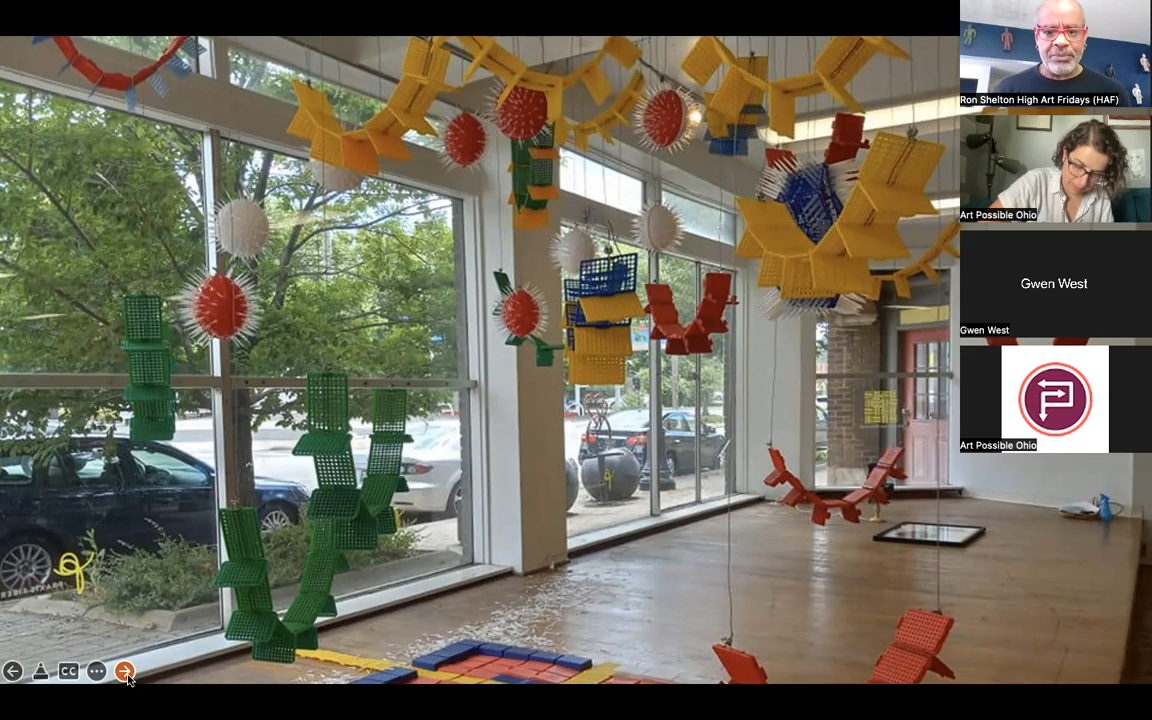 Ron Shelton High Art Fridays (HAF)
Art Possible Ohio
Gwen West
Gwen West
Art Possible Ohio
CC